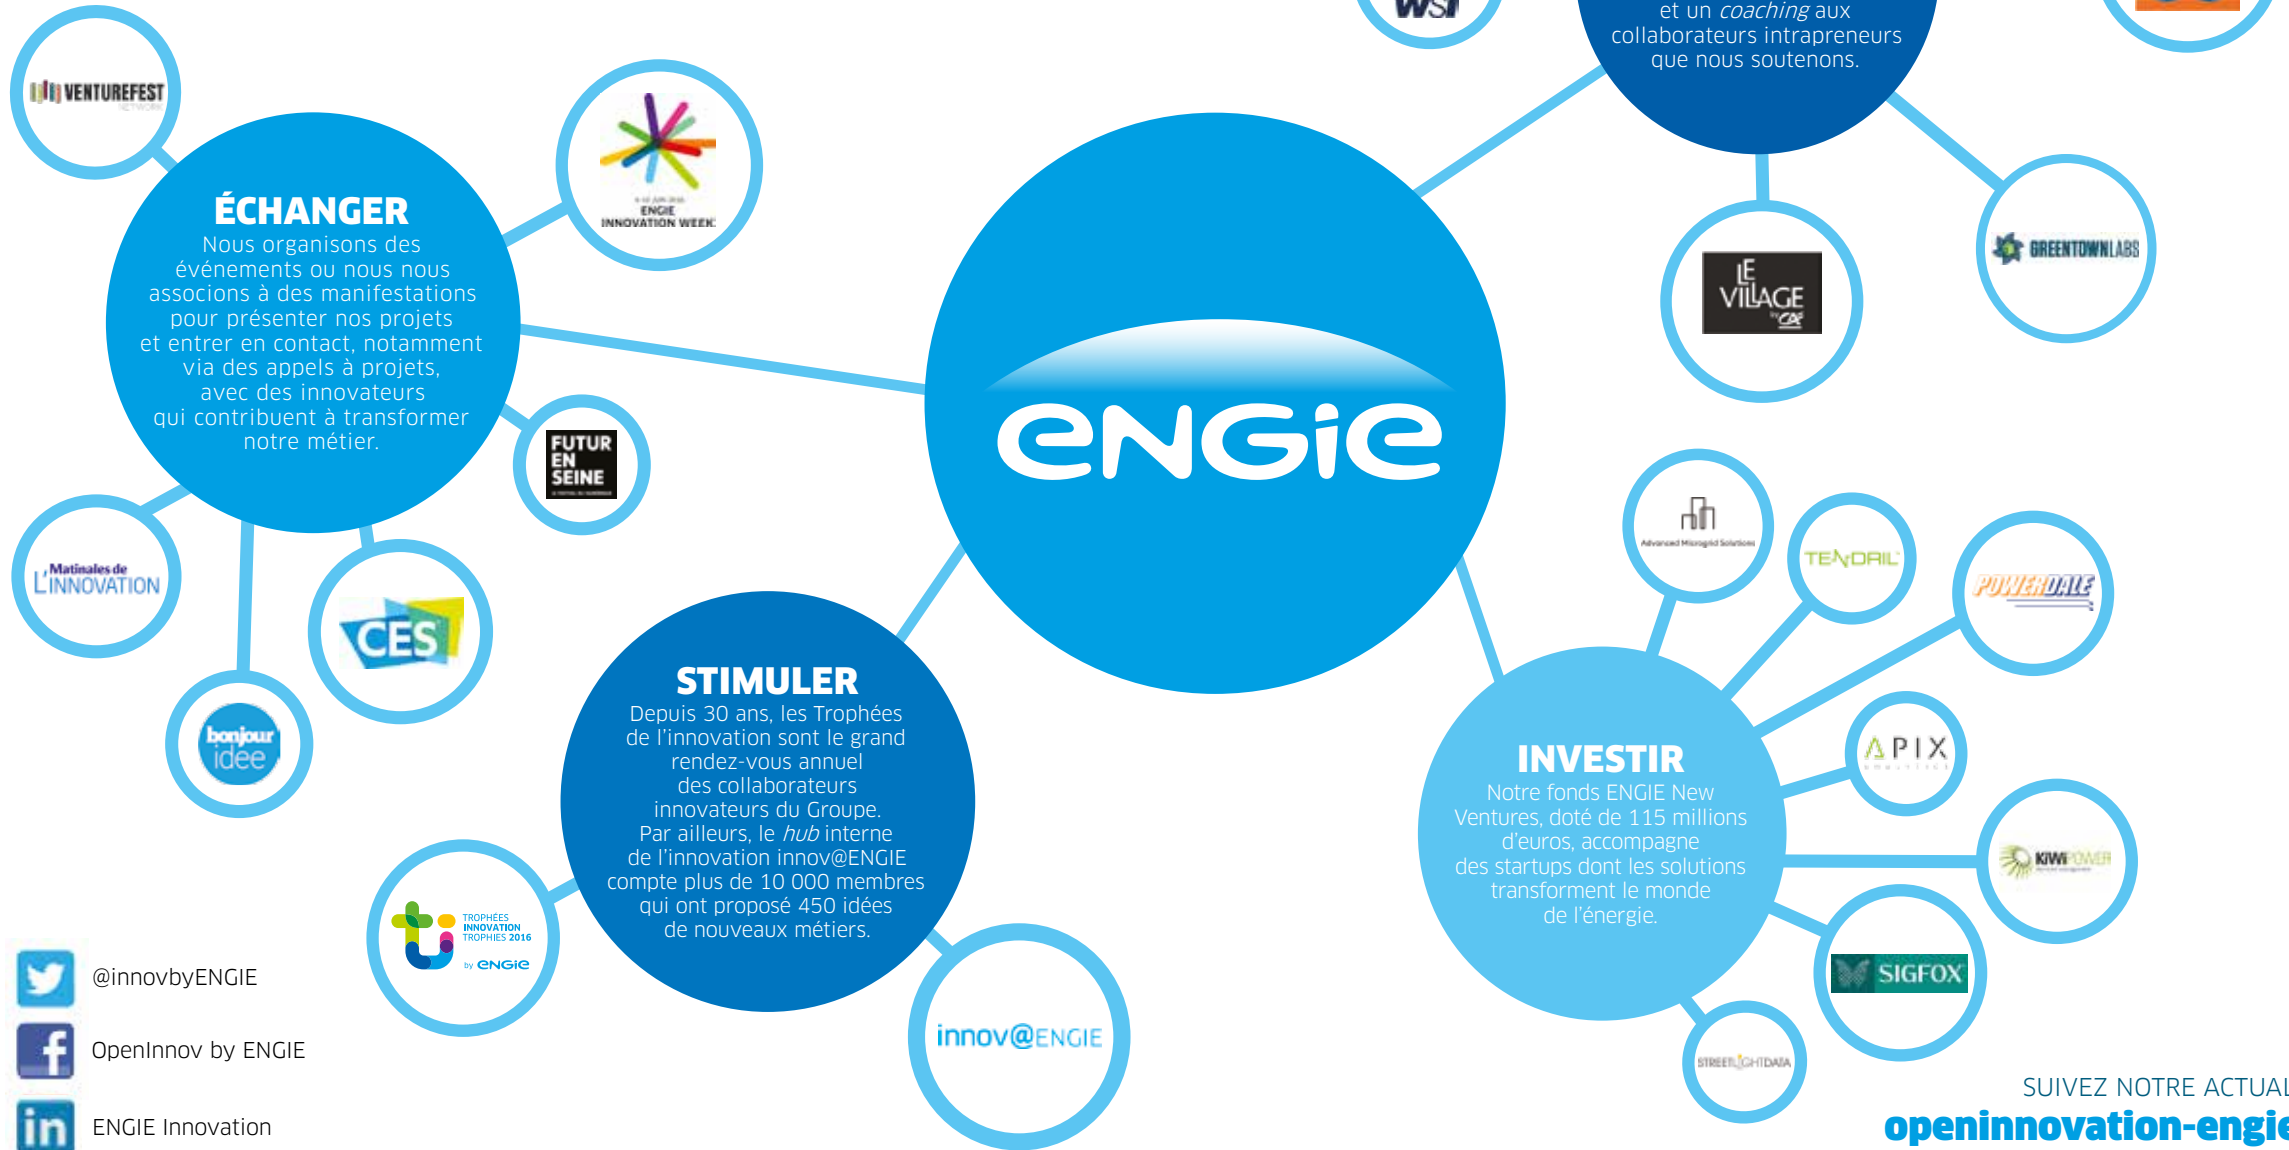 WSI
et un coaching aux
collaborateurs intrapreneurs
que nous soutenons.
VENTUREFEST
NETWORK
ENGIE
INNOVATION WEEK
ÉCHANGER
Nous organisons des
événements ou nous nous
associons à des manifestations
pour présenter nos projets
et entrer en contact, notamment
via des appels à projets,
avec des innovateurs
qui contribuent à transformer
notre métier.
LE
VILLAGE
by CA
GREENTOWNLABS
ENGIE
FUTUR
EN
SEINE
Matinales de
L'INNOVATION
CES
bonjour
idée
Advanced Microgrid Solutions
TENDRIL
POWERDALE
APIX
KiWi POWER
SIGFOX
STREETLIGHTDATA
STIMULER
Depuis 30 ans, les Trophées
de l'innovation sont le grand
rendez-vous annuel
des collaborateurs
innovateurs du Groupe.
Par ailleurs, le hub interne
de l'innovation innov@ENGIE
compte plus de 10 000 membres
qui ont proposé 450 idées
de nouveaux métiers.
INVESTIR
Notre fonds ENGIE New
Ventures, doté de 115 millions
d'euros, accompagne
des startups dont les solutions
transforment le monde
de l'énergie.
TROPHÉES
INNOVATION
TROPHIES 2016
by ENGIE
innov@ENGIE
@innovbyENGIE
OpenInnov by ENGIE
in ENGIE Innovation
SUIVEZ NOTRE ACTUAL
openinnovation-engie